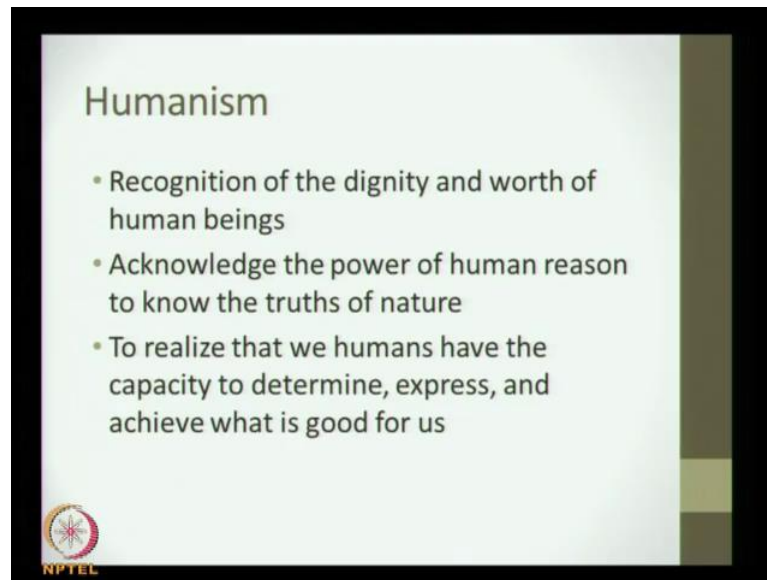 Humanism
• Recognition of the dignity and worth of
human beings
• Acknowledge the power of human reason
to know the truths of nature
• To realize that we humans have the
capacity to determine, express, and
achieve what is good for us
NPTEL